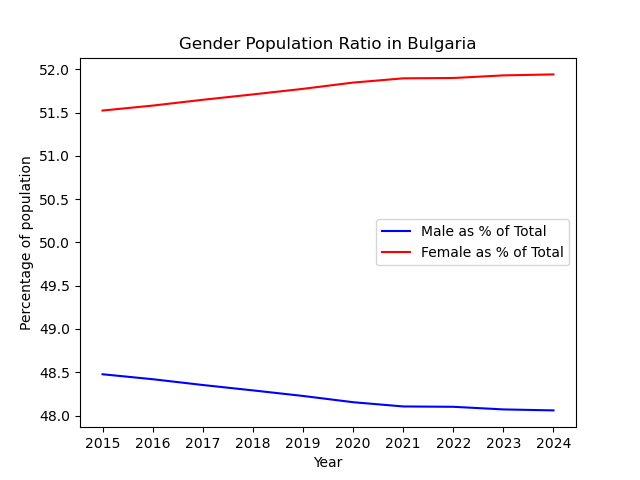 Gender Population Ratio in Bulgaria
52.0
51.5
51.0
50.5
50.0
49.5
49.0
48.5
48.0
Percentage of population
Male as % of Total
Female as % of Total
2015 2016 2017 2018 2019 2020 2021 2022 2023 2024
Year